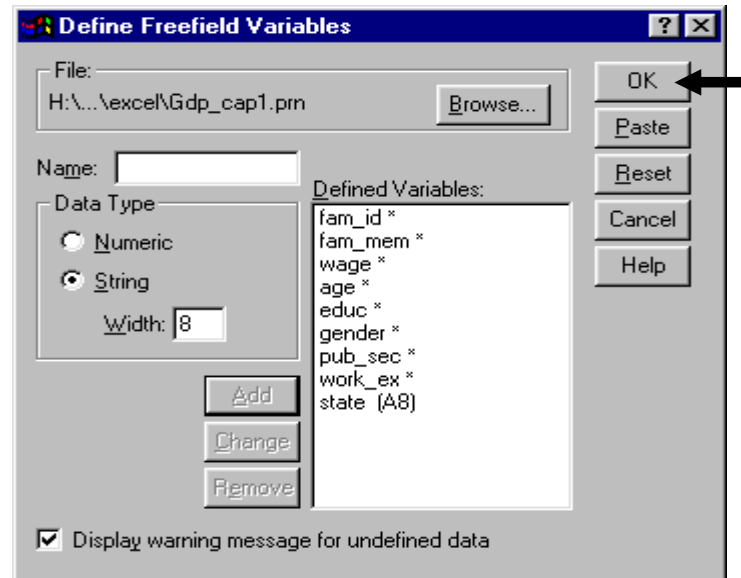 Define Freefield Variables
File:
H:\...\excel\Gdp_cap1.prn
Browse...
OK
Paste
Reset
Cancel
Help
Name:
Data Type
Numeric
String
Width: 8
Defined Variables:
fam_id *
fam_mem *
wage *
age *
educ *
gender *
pub_sec *
work_ex *
state (A8)
Add
Change
Remove
Display warning message for undefined data